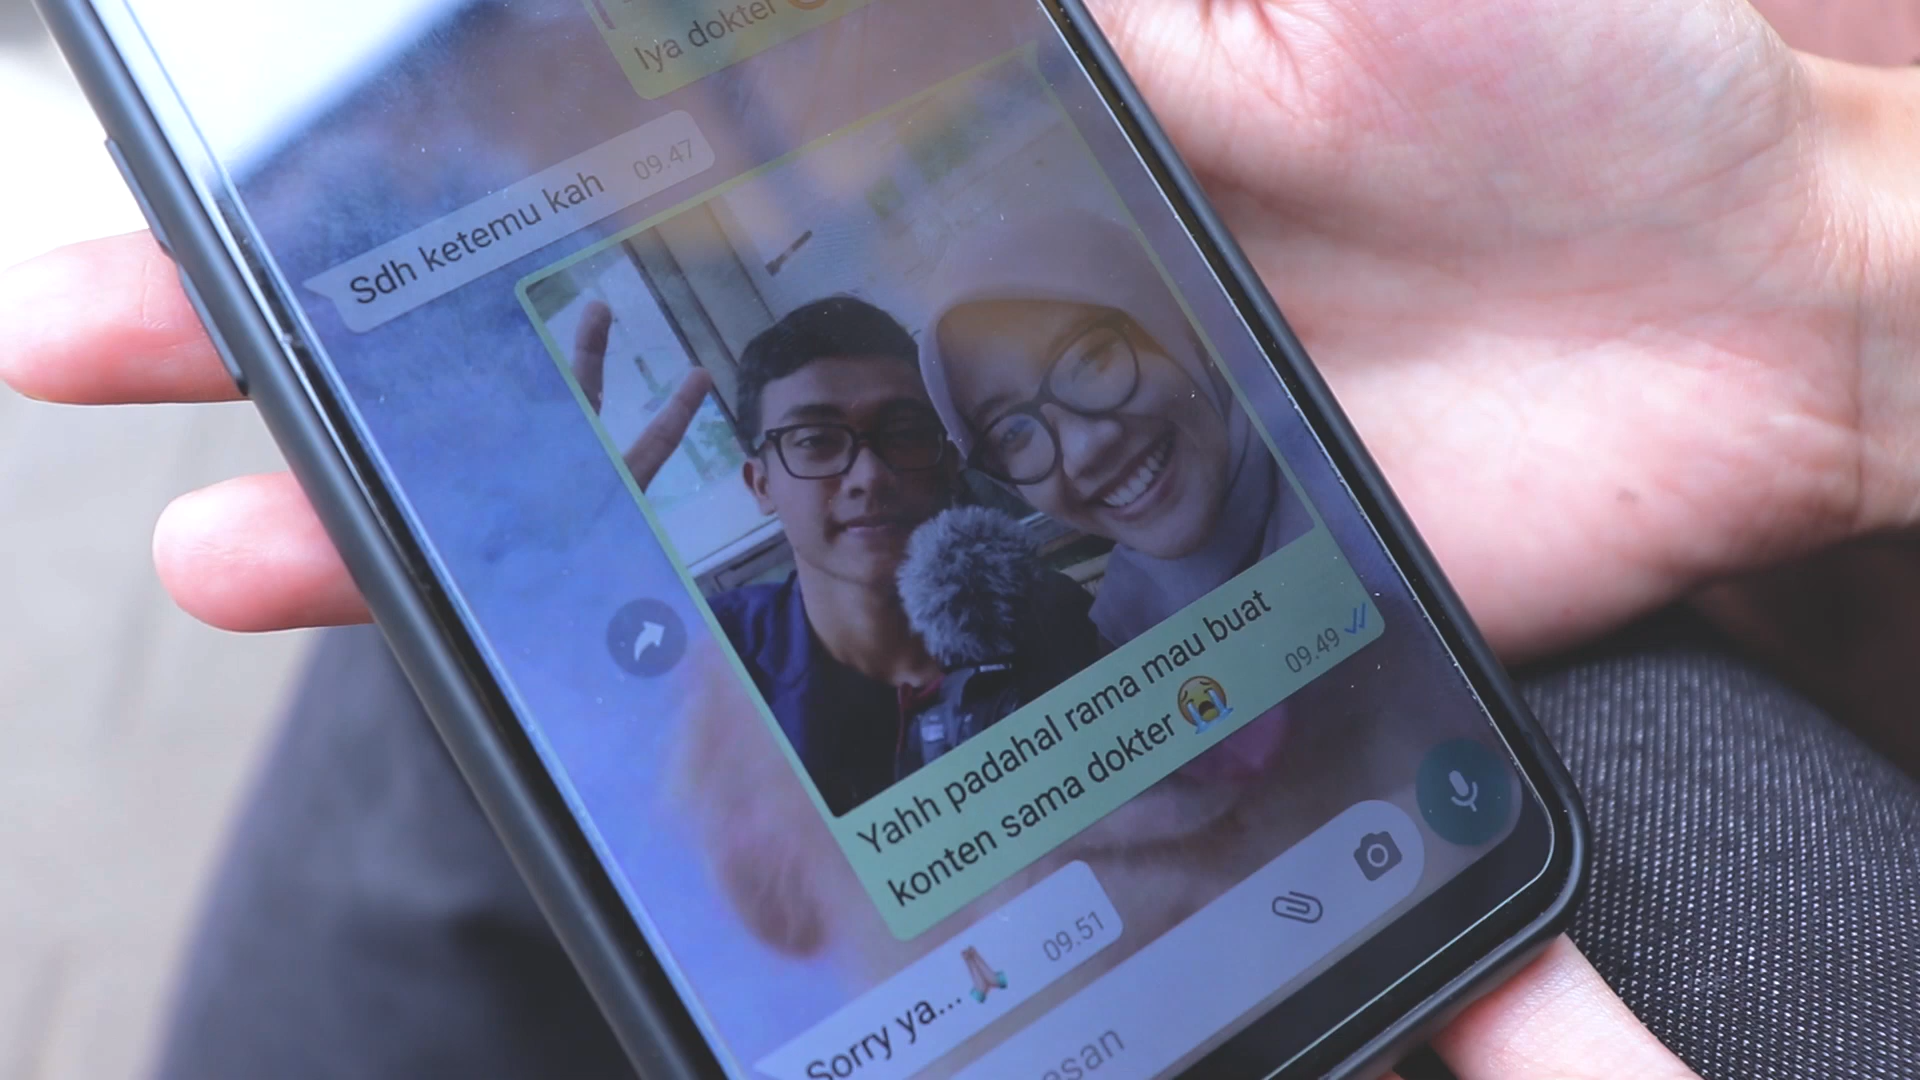 Iya dokter
Sdh ketemu kah 09.47
Yahh padahal rama mau buat
konten sama dokter 😭 09.49
Sorry ya... 🙏🏻 09.51
esan